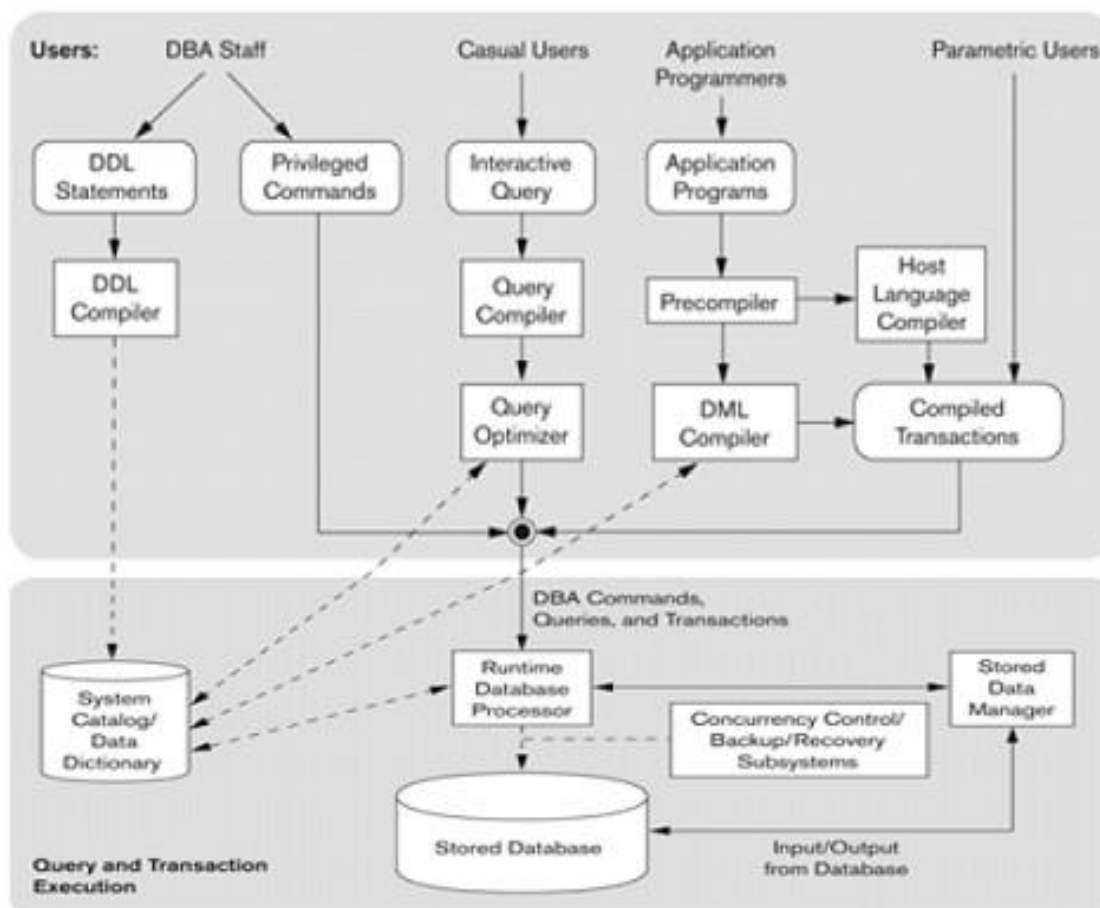 Users:
DBA Staff
Casual Users
Application
Programmers
Parametric Users
DDL
Statements
Privileged
Commands
Interactive
Query
Application
Programs
DDL
Compiler
Query
Compiler
Precompiler
Host
Language
Compiler
Query
Optimizer
DML
Compiler
Compiled
Transactions
DBA Commands,
Queries, and Transactions
System
Catalog/
Data
Dictionary
Runtime
Database
Processor
Stored
Data
Manager
Concurrency Control/
Backup/Recovery
Subsystems
Stored Database
Input/Output
from Database
Query and Transaction
Execution